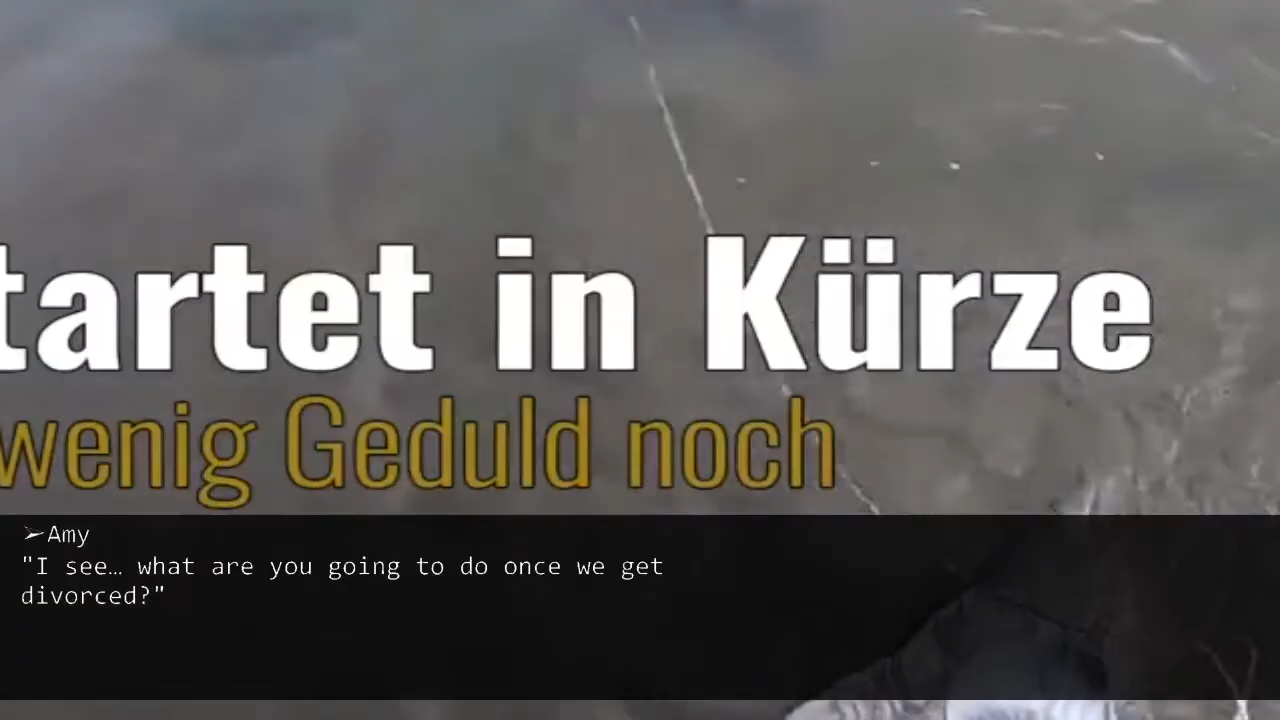 tartet in Kürze
wenig Geduld noch
➢Amy
"I see… what are you going to do once we get
divorced?"